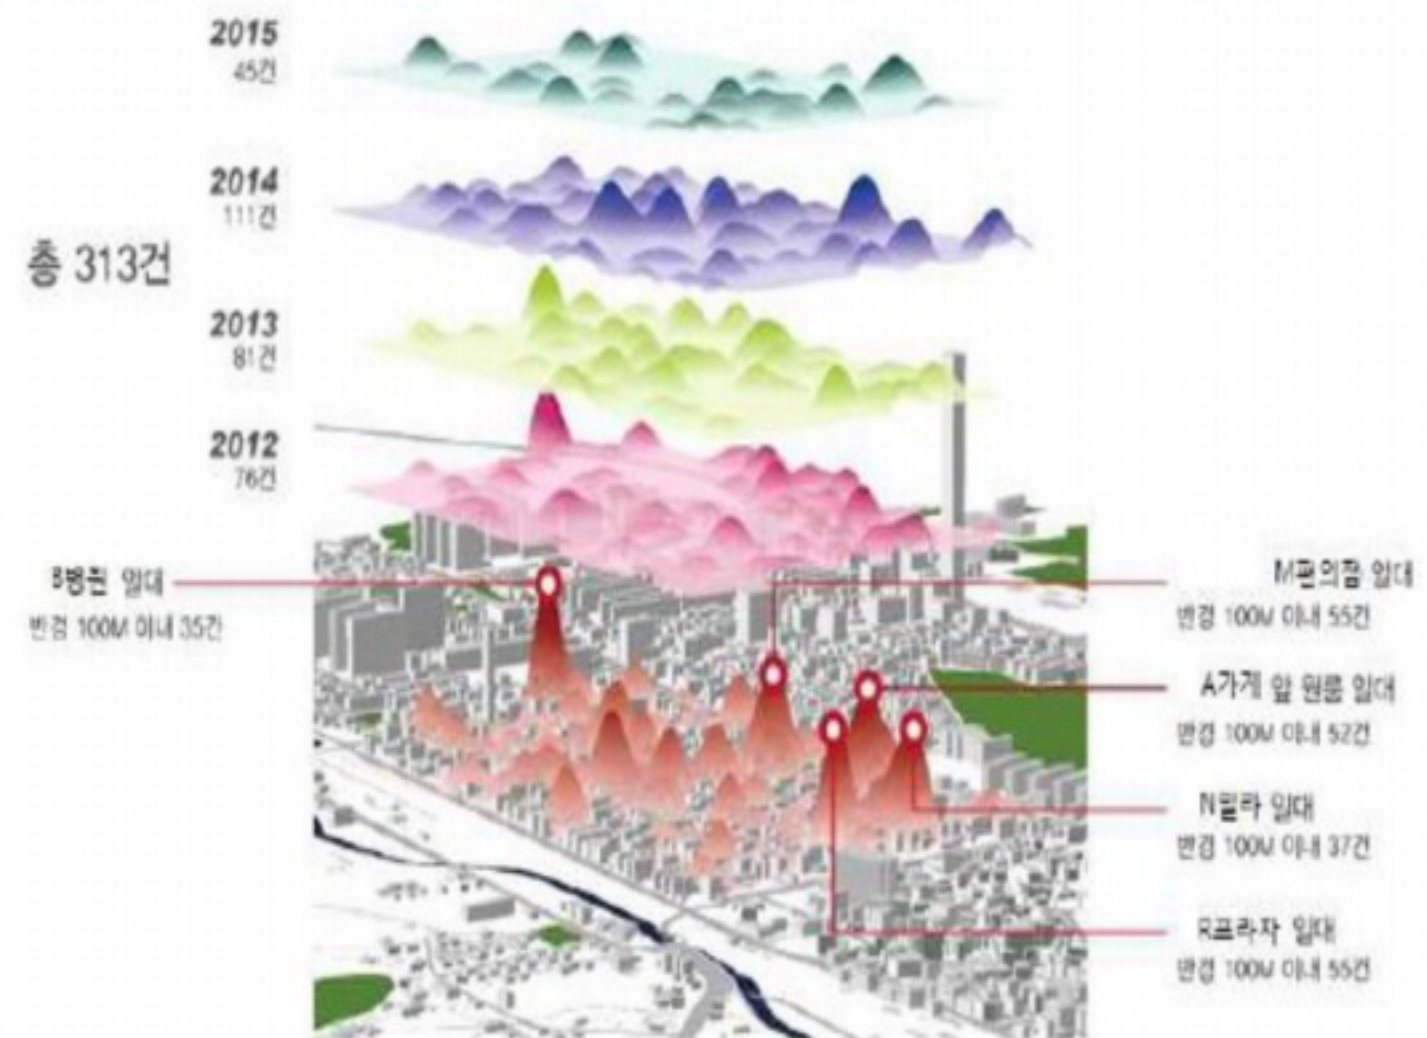 2015
45건
2014
111건
총 313건
2013
81건
2012
76건
B병원 일대
반경 100M 이내 35건
M편의점 일대
반경 100M 이내 55건
A가게 앞 원룸 일대
반경 100M 이내 52건
N빌라 일대
반경 100M 이내 37건
R프라자 일대
반경 100M 이내 55건